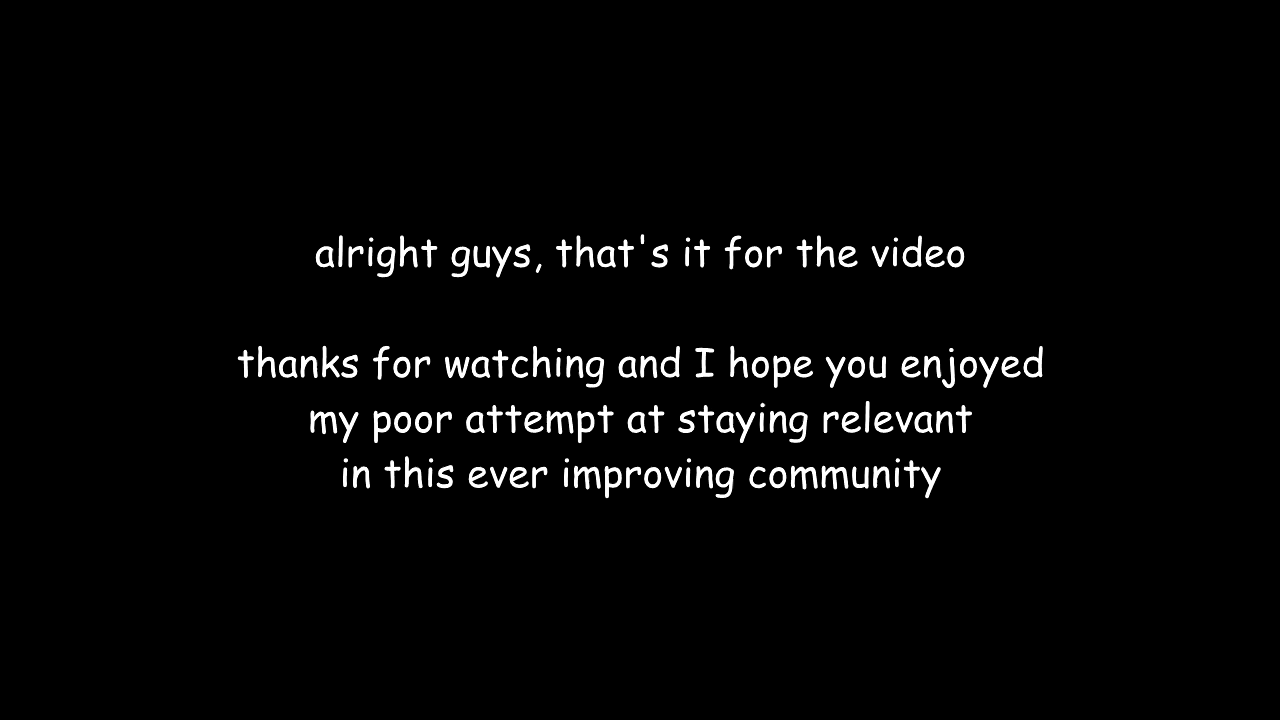 alright guys, that's it for the video
thanks for watching and I hope you enjoyed
my poor attempt at staying relevant
in this ever improving community